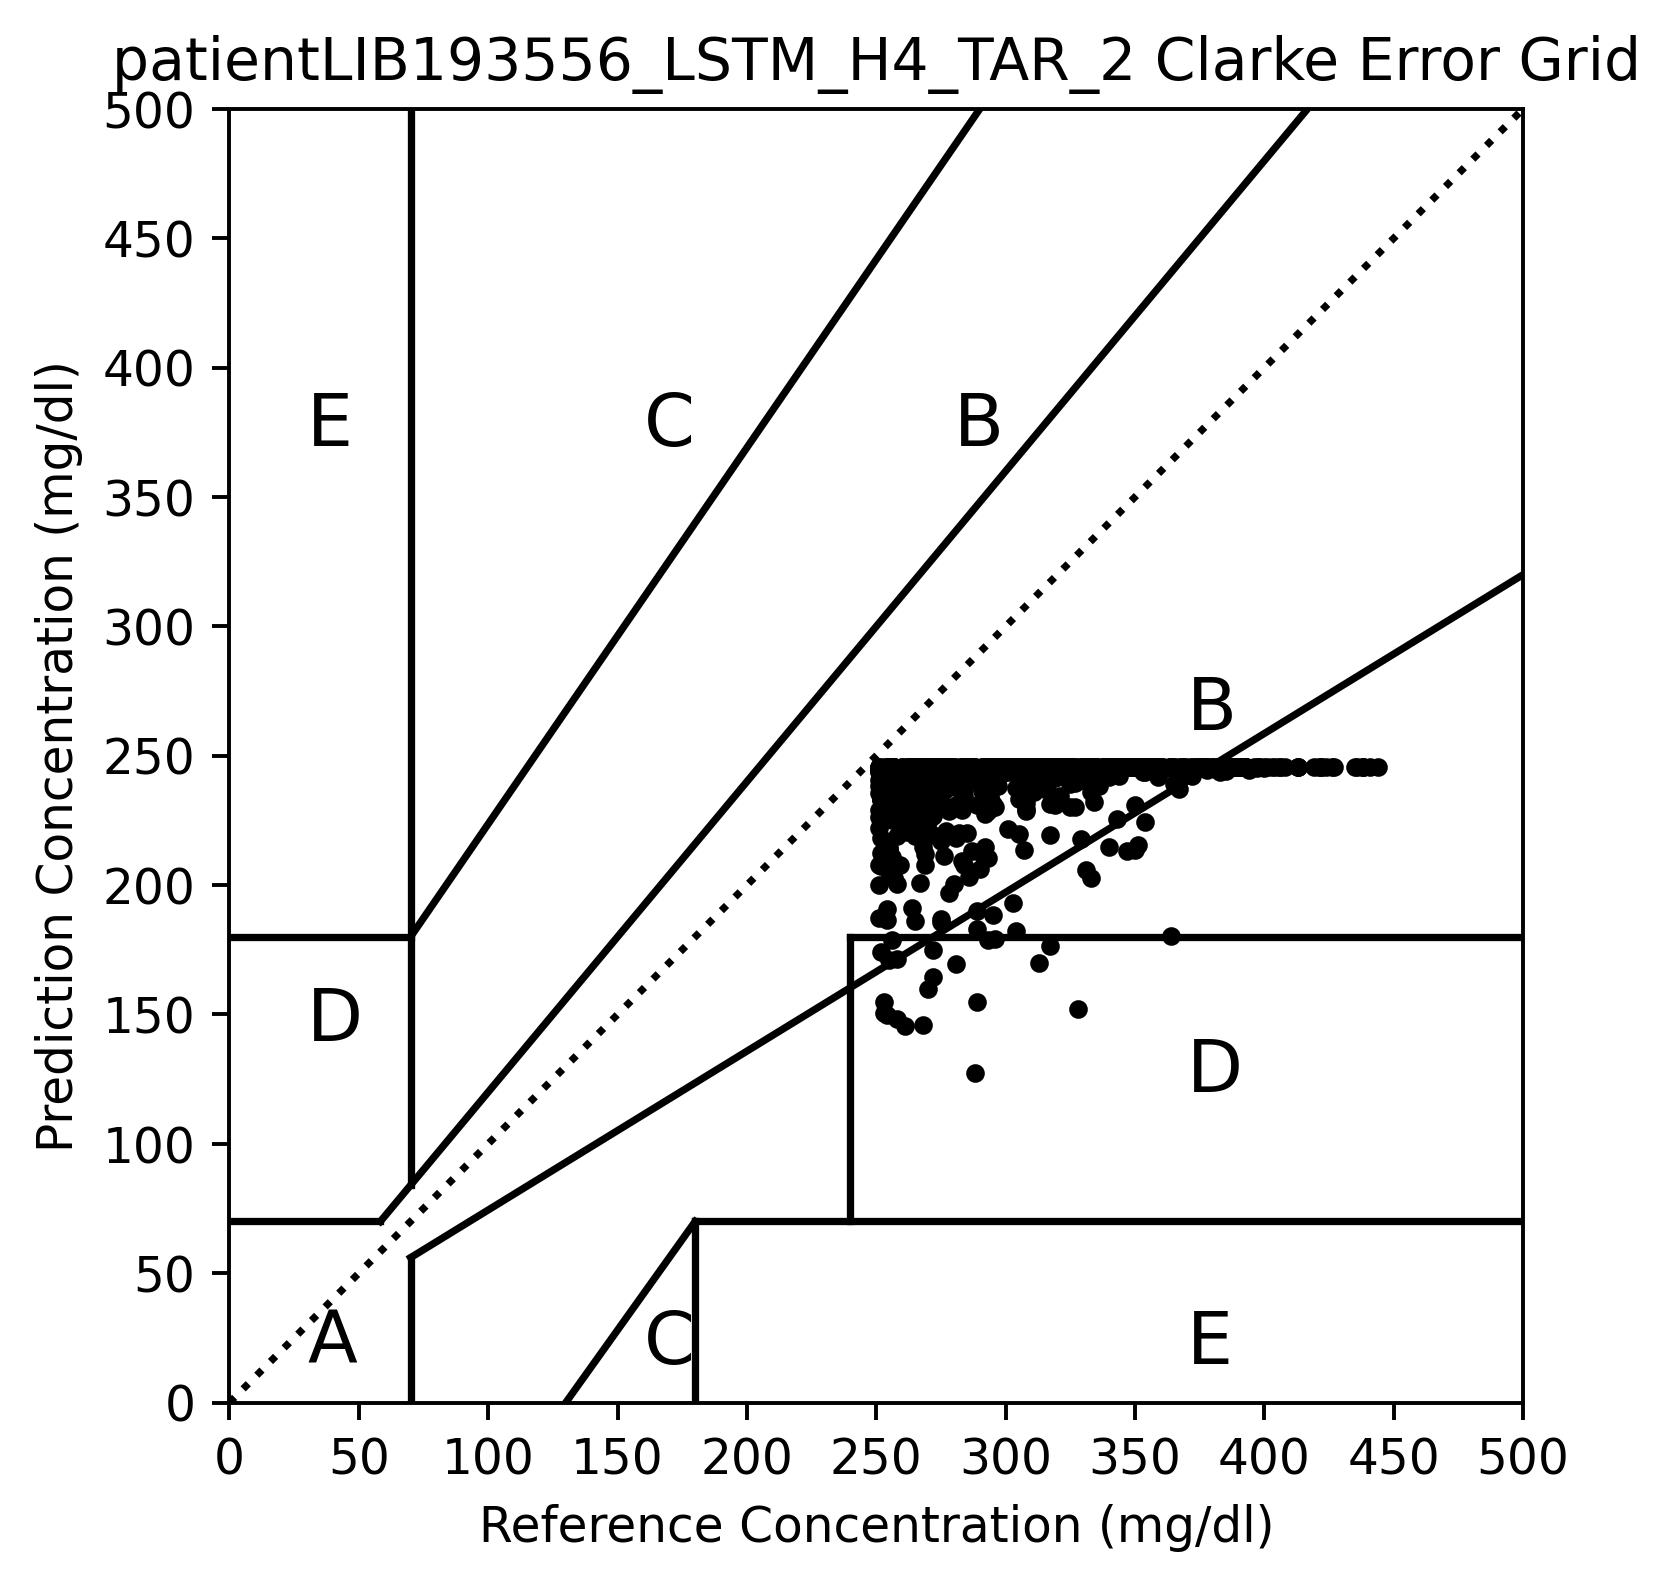 patientLIB193556_LSTM_H4_TAR_2 Clarke Error Grid
500
450
400
350
300
250
200
150
100
50
0
Prediction Concentration (mg/dl)
E
C
B
B
D
D
A
C
E
0 50 100 150 200 250 300 350 400 450 500
Reference Concentration (mg/dl)